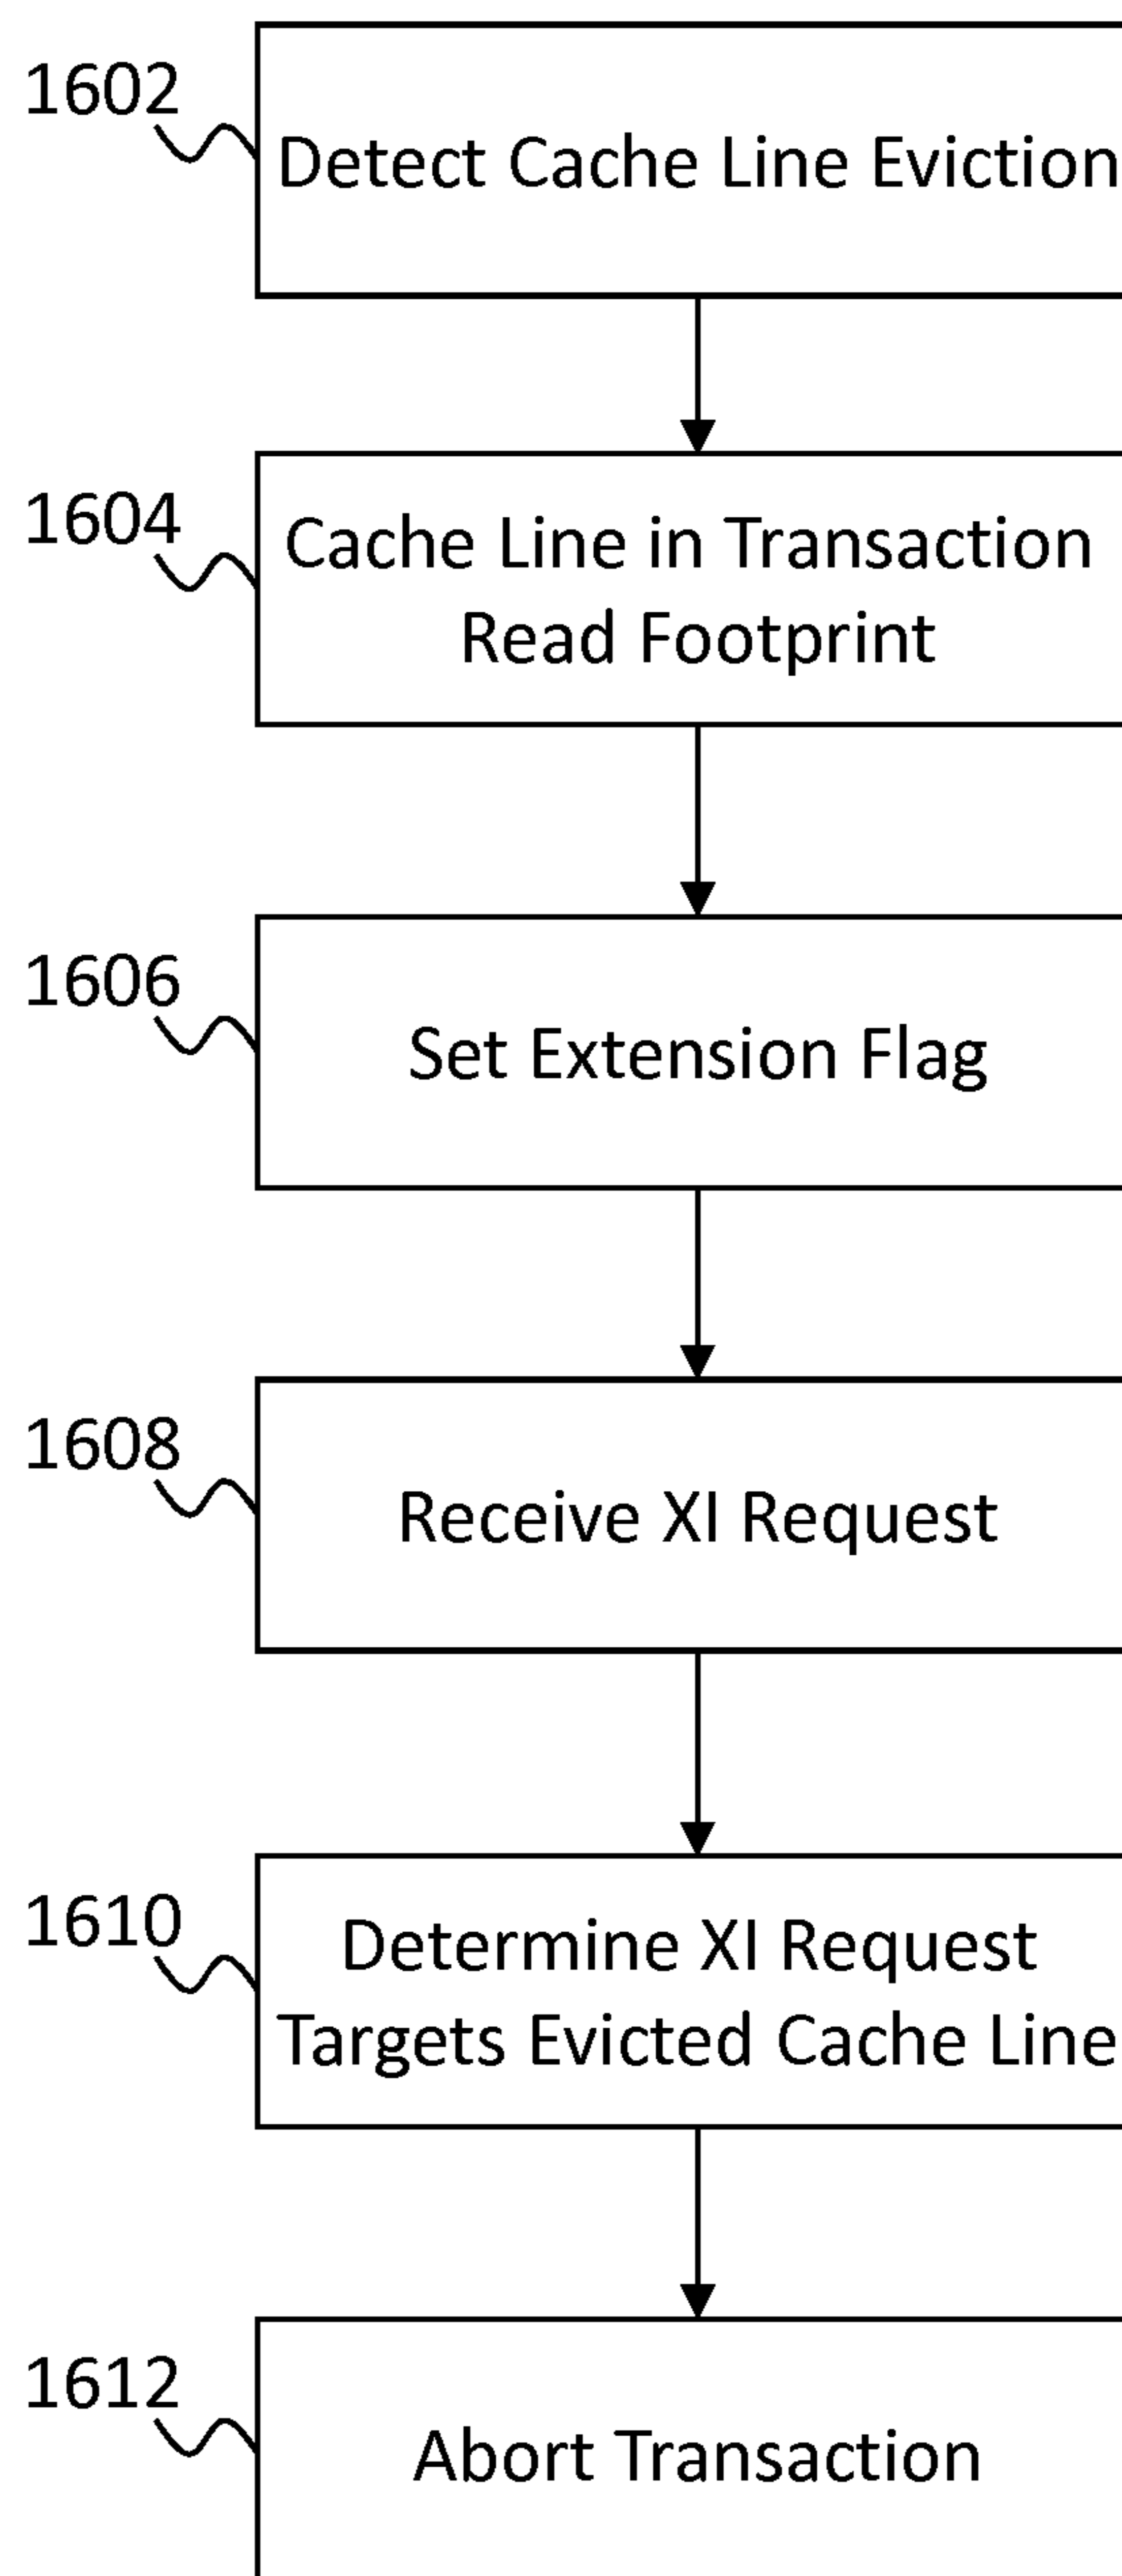 1602
Detect Cache Line Eviction
1604
Cache Line in Transaction
Read Footprint
1606
Set Extension Flag
1608
Receive XI Request
1610
Determine XI Request
Targets Evicted Cache Line
1612
Abort Transaction